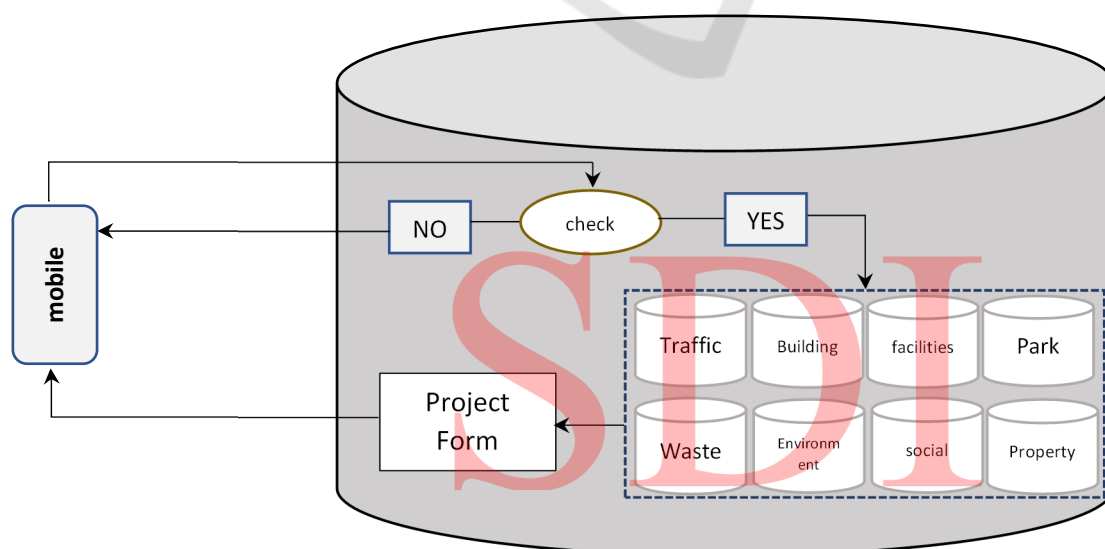 mobile
NO
check
YES
SDI
Traffic
Building
facilities
Park
Project
Form
Waste
Environm
ent
social
Property